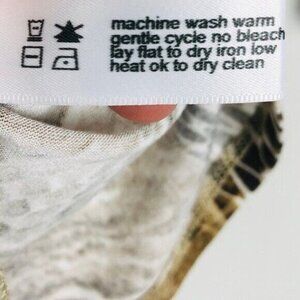 machine wash warm
gentle cycle no bleach
lay flat to dry iron low
heat ok to dry clean